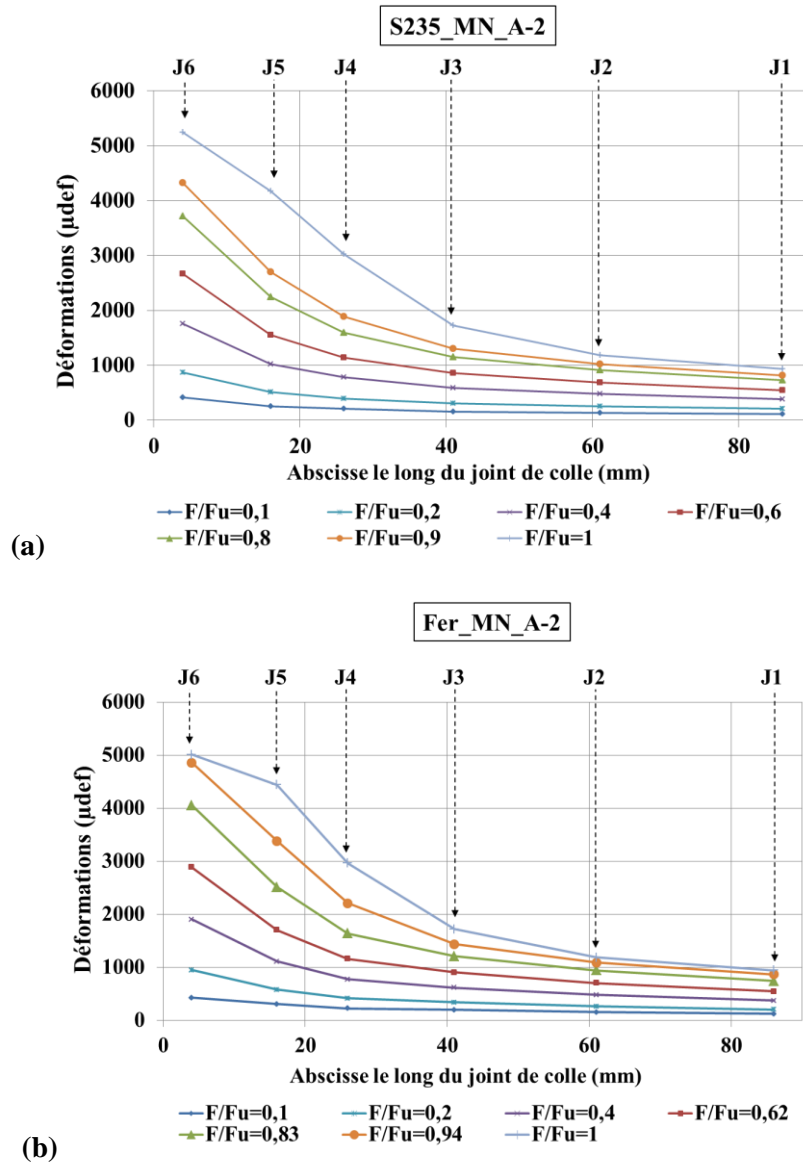 S235_MN_A-2
J6 J5 J4 J3 J2 J1
6000
5000
4000
3000
2000
1000
0
Déformations (µdef)
0 20 40 60 80
Abscisse le long du joint de colle (mm)
F/Fu=0,1 F/Fu=0,2 F/Fu=0,4 F/Fu=0,6
F/Fu=0,8 F/Fu=0,9 F/Fu=1
(a)
Fer_MN_A-2
J6 J5 J4 J3 J2 J1
6000
5000
4000
3000
2000
1000
0
Déformations (µdef)
0 20 40 60 80
Abscisse le long du joint de colle (mm)
F/Fu=0,1 F/Fu=0,2 F/Fu=0,4 F/Fu=0,62
F/Fu=0,83 F/Fu=0,94 F/Fu=1
(b)